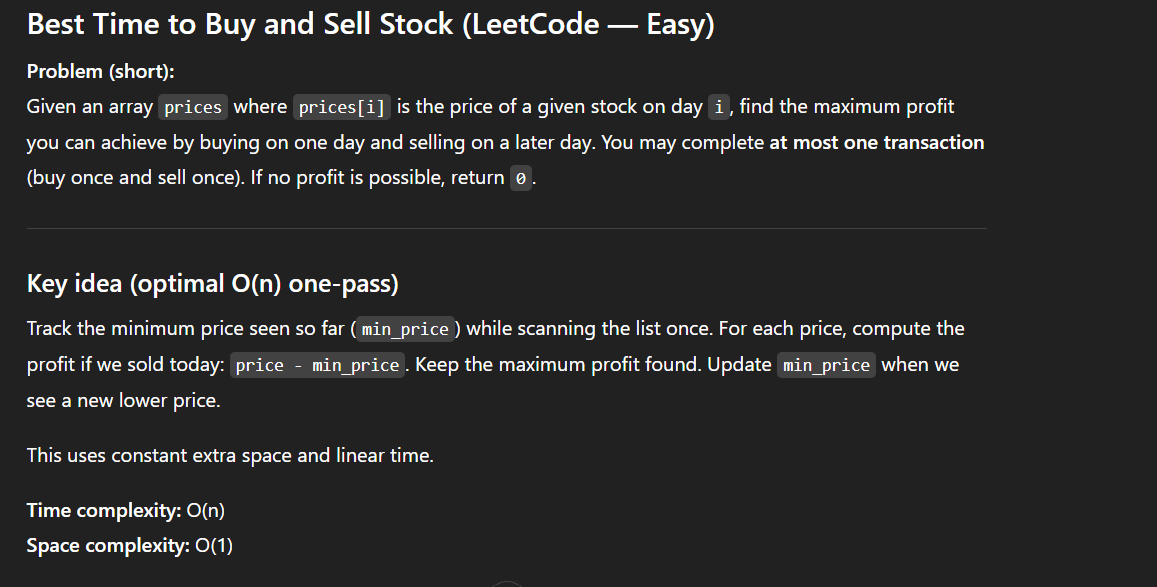 Best Time to Buy and Sell Stock (LeetCode — Easy)
Problem (short):
Given an array prices where prices[i] is the price of a given stock on day i, find the maximum profit
you can achieve by buying on one day and selling on a later day. You may complete at most one transaction
(buy once and sell once). If no profit is possible, return 0.
Key idea (optimal O(n) one-pass)
Track the minimum price seen so far (min_price) while scanning the list once. For each price, compute the
profit if we sold today: price - min_price. Keep the maximum profit found. Update min_price when we
see a new lower price.
This uses constant extra space and linear time.
Time complexity: O(n)
Space complexity: O(1)